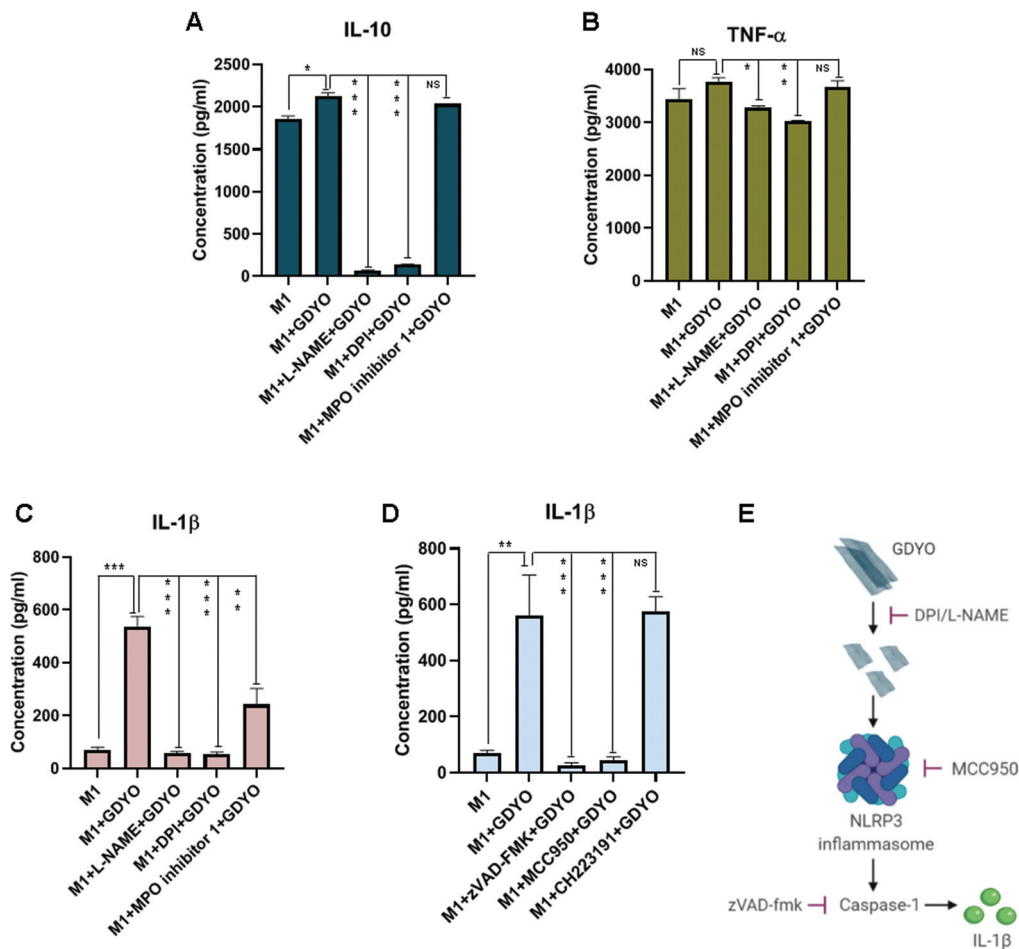 A
IL-10
Concentration (pg/ml)
2500
2000
1500
1000
500
0
*
***
***
NS
M1
M1+GDYO
M1+L-NAME+GDYO
M1+DPI+GDYO
M1+MPO inhibitor 1+GDYO
B
TNF-α
Concentration (pg/ml)
4000
3000
2000
1000
0
NS
*
**
NS
M1
M1+GDYO
M1+L-NAME+GDYO
M1+DPI+GDYO
M1+MPO inhibitor 1+GDYO
C
IL-1β
Concentration (pg/ml)
800
600
400
200
0
***
***
***
**
M1
M1+GDYO
M1+L-NAME+GDYO
M1+DPI+GDYO
M1+MPO inhibitor 1+GDYO
D
IL-1β
Concentration (pg/ml)
800
600
400
200
0
**
***
***
NS
M1
M1+GDYO
M1+zVAD-FMK+GDYO
M1+MCC950+GDYO
M1+CH223191+GDYO
E
GDYO
DPI/L-NAME
MCC950
NLRP3
inflammasome
zVAD-fmk
Caspase-1
IL-1β